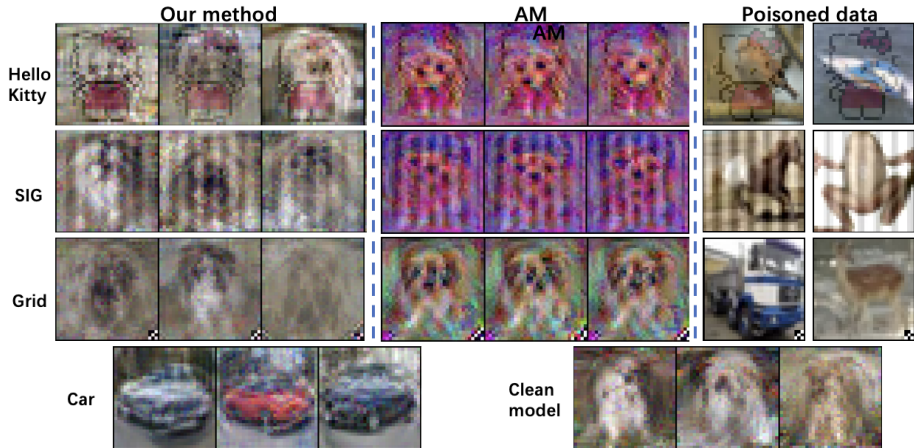 Our method
AM
Poisoned data
AM
Hello
Kitty
SIG
Grid
Car
Clean
model